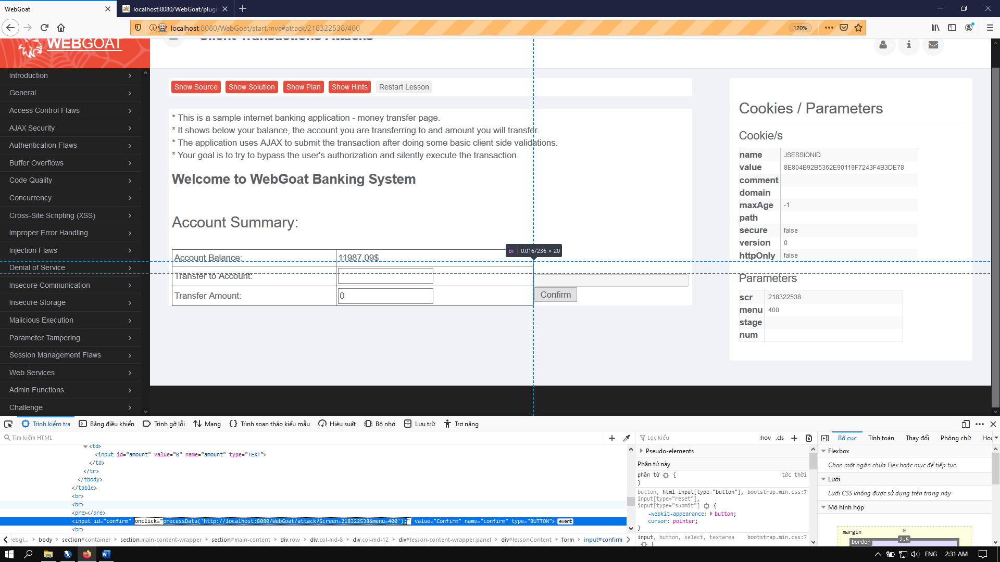 WebGoat
localhost:8080/WebGoat/plugin
localhost:8080/WebGoat/start.mvc#attack/218322538/400
120%
WEBGOAT
Client Transactions Attacks
Introduction
General
Access Control Flaws
AJAX Security
Authentication Flaws
Buffer Overflows
Code Quality
Concurrency
Cross-Site Scripting (XSS)
Improper Error Handling
Injection Flaws
Denial of Service
Insecure Communication
Insecure Storage
Malicious Execution
Parameter Tampering
Session Management Flaws
Web Services
Admin Functions
Challenge
Show Source Show Solution Show Plan Show Hints Restart Lesson
* This is a sample internet banking application - money transfer page.
* It shows below your balance, the account you are transferring to and amount you will transfer.
* The application uses AJAX to submit the transaction after doing some basic client side validations.
* Your goal is to try to bypass the user's authorization and silently execute the transaction.
Welcome to WebGoat Banking System
Account Summary:
br 0.0167236 × 20
Account Balance: 11987.09$
Transfer to Account:
Transfer Amount: 0
Confirm
Cookies / Parameters
Cookie/s
name JSESSIONID
value 8E804B92B5362E90119F7243F4B3DE78
comment
domain
maxAge -1
path
secure false
version 0
httpOnly false
Parameters
scr 218322538
menu 400
stage
num
Trình kiểm tra Bảng điều khiển Trình gỡ lỗi Mạng Trình soạn thảo kiểu mẫu Hiệu suất Bộ nhớ Lưu trữ Trợ năng
Tìm kiếm HTML
<td>
<input id="amount" value="0" name="amount" type="TEXT">
</td>
</tr>
</tbody>
</table>
<br>
<br>
<pre></pre>
<input id="confirm" onclick="processData('http://localhost:8080/WebGoat/attack?Screen=218322538&menu=400');" value="Confirm" name="confirm" type="BUTTON"> event
<br>
body > section#container > section.main-content-wrapper > section#main-content > div.row > div.col-md-8 > div.col-md-12 > div#lesson-content-wrapper.panel > div#lessonContent > form > input#confirm
Lọc kiểu :hov .cls
Pseudo-elements
Phần tử này
phần tử { tức thời
}
button, html input[type="button"], bootstrap.min.css:7
input[type="reset"],
input[type="submit"] {
-webkit-appearance: button;
cursor: pointer;
}
input, button, select, textarea bootstrap.min.css:7
{
Bố cục Tính toán Thay đổi Phông chữ
Flexbox
Chọn một ngăn chứa Flex hoặc mục để tiếp tục.
Lưới
Lưới CSS không được sử dụng trên trang này
Mô hình hộp
margin 0
border 2.5
ENG 2:31 AM